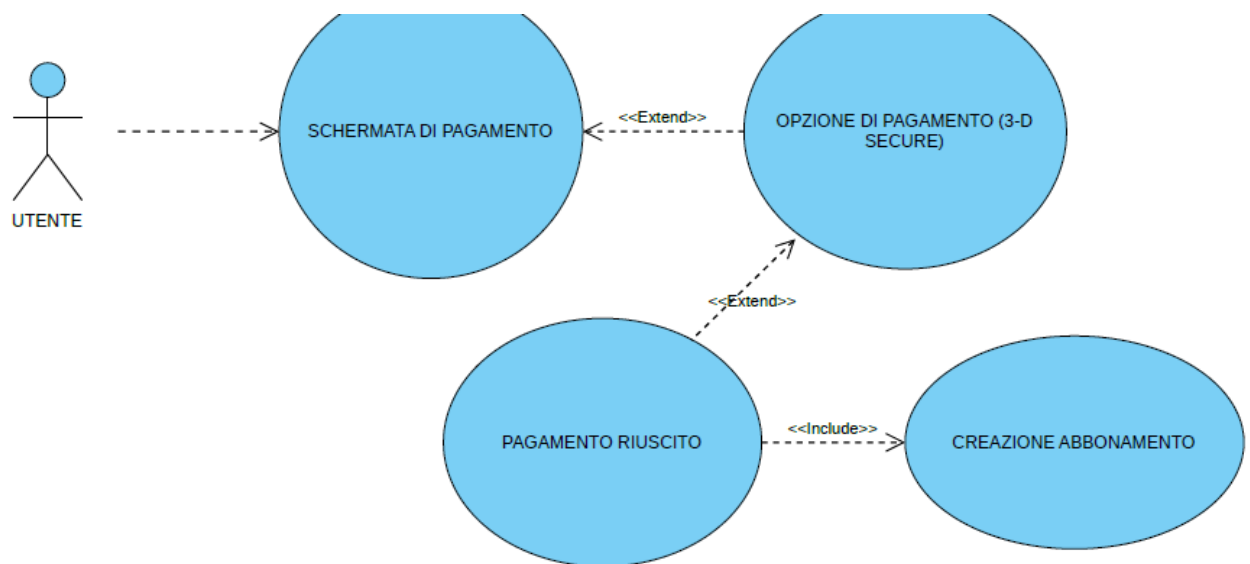 SCHERMATA DI PAGAMENTO
<<Extend>>
OPZIONE DI PAGAMENTO (3-D
SECURE)
UTENTE
<<Extend>>
PAGAMENTO RIUSCITO
<<Include>>
CREAZIONE ABBONAMENTO